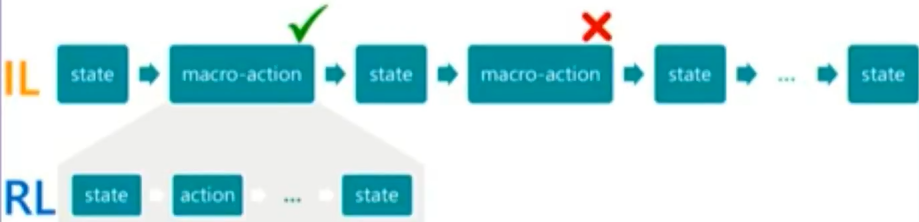 IL state macro-action state macro-action state ... state
RL state action ... state